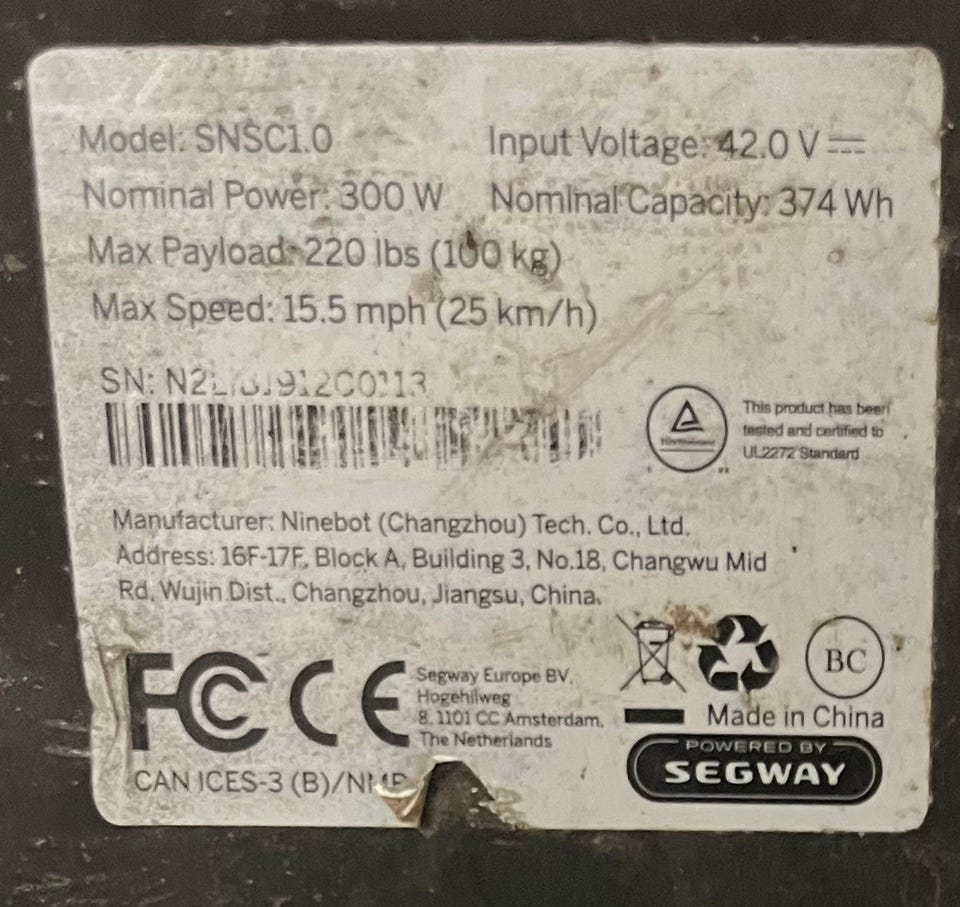 Model: SNSC1.0
Input Voltage: 42.0 V
Nominal Power: 300 W
Nominal Capacity: 374 Wh
Max Payload: 220 lbs (100 kg)
Max Speed: 15.5 mph (25 km/h)
SN:
This product has been
tested and certified to
UL2272 Standard
Manufacturer: Ninebot (Changzhou) Tech. Co., Ltd.
Address: 16F-17F, Block A, Building 3, No.18, Changwu Mid
Rd, Wujin Dist., Changzhou, Jiangsu, China.
FC CE
Segway Europe BV,
Hogehilweg
8, 1101 CC Amsterdam,
The Netherlands
BC
Made in China
CAN ICES-3 (B)/
POWERED BY
SEGWAY